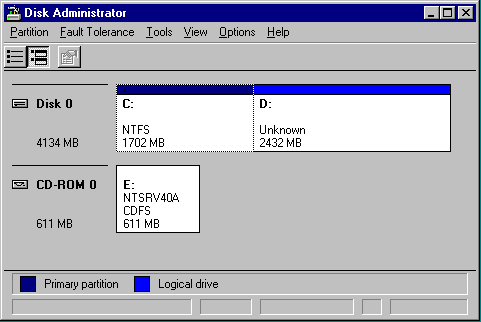 Disk Administrator
Partition Fault Tolerance Tools View Options Help
Disk 0
4134 MB
C:
NTFS
1702 MB
D:
Unknown
2432 MB
CD-ROM 0
611 MB
E:
NTSRV40A
CDFS
611 MB
Primary partition Logical drive